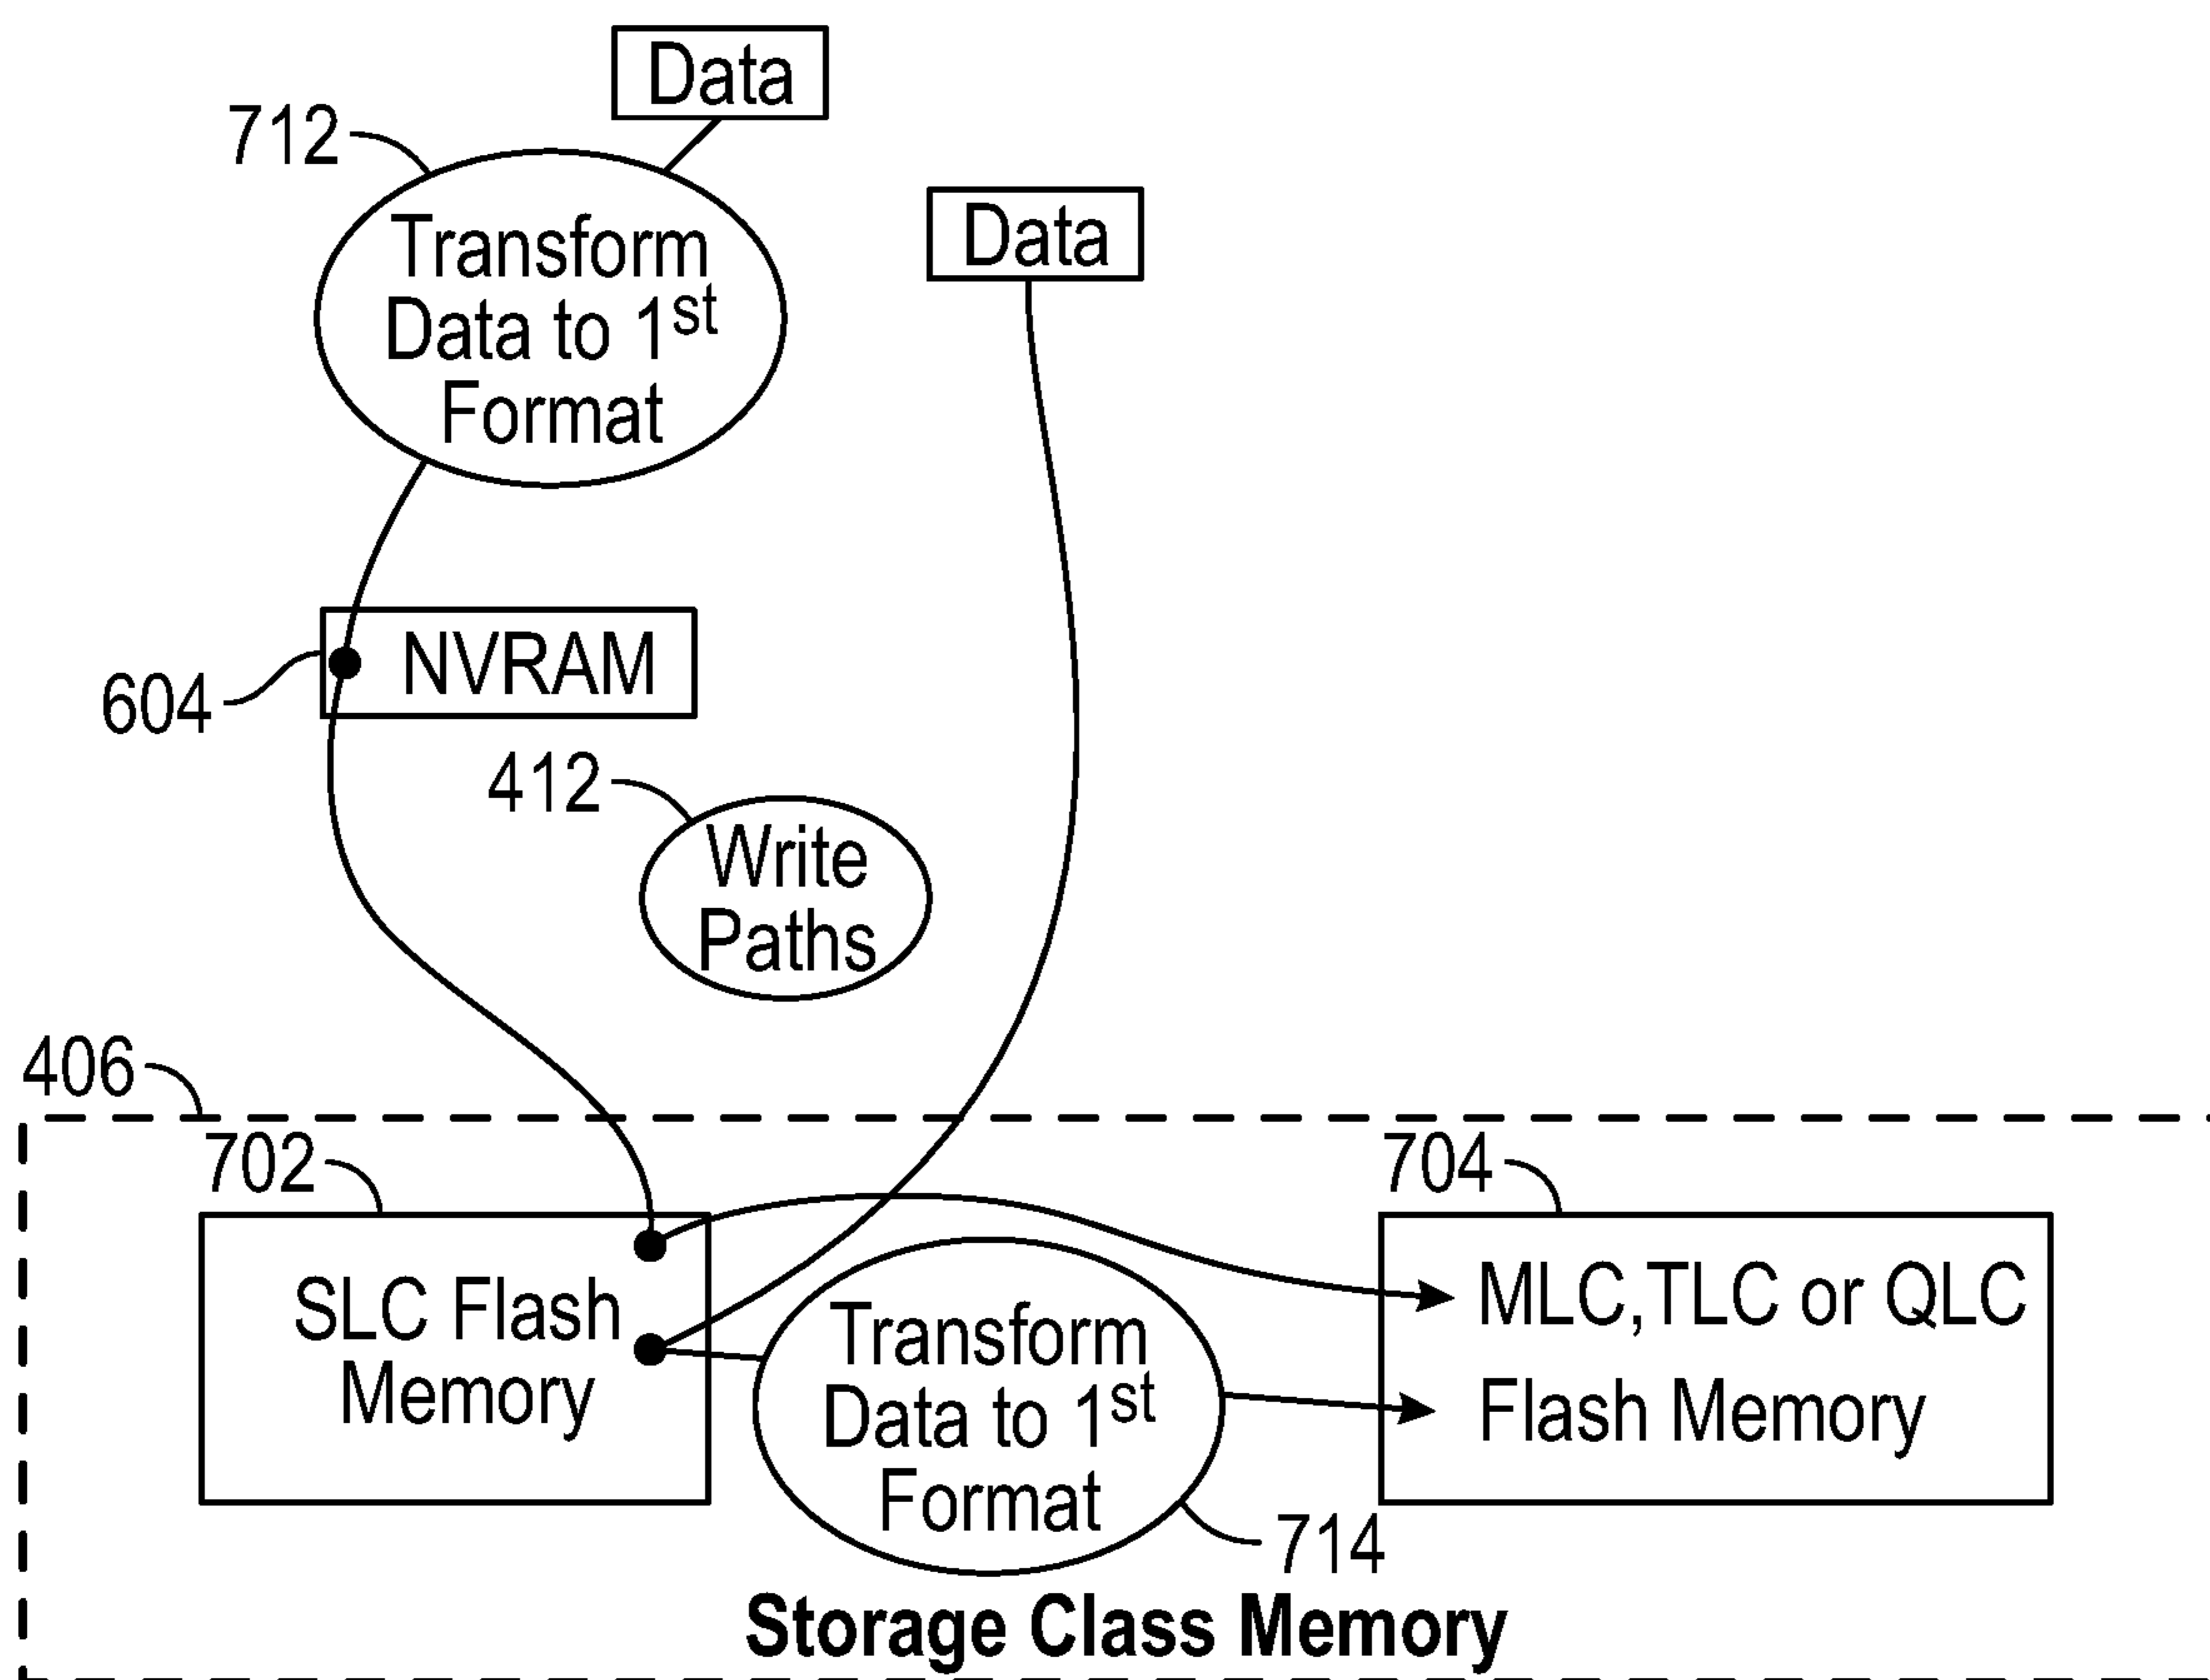 Data
712
Transform
Data to 1st
Format
Data
NVRAM
604
412
Write
Paths
406
702
704
SLC Flash
Memory
Transform
Data to 1st
Format
MLC,TLC or QLC
Flash Memory
714
Storage Class Memory